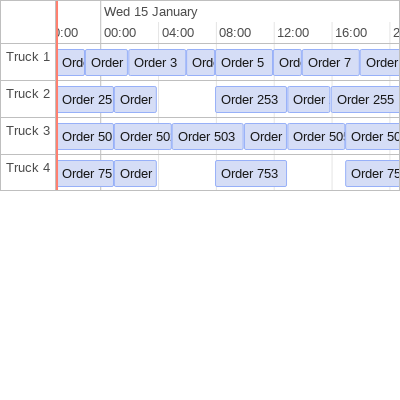 Wed 15 January
0:00 00:00 04:00 08:00 12:00 16:00 2
Truck 1 Ord Order Order 3 Ord Order 5 Ord Order 7 Order
Truck 2 Order 25 Order Order 253 Order Order 255
Truck 3 Order 50 Order 50 Order 503 Order Order 505 Order 50
Truck 4 Order 75 Order Order 753 Order 75